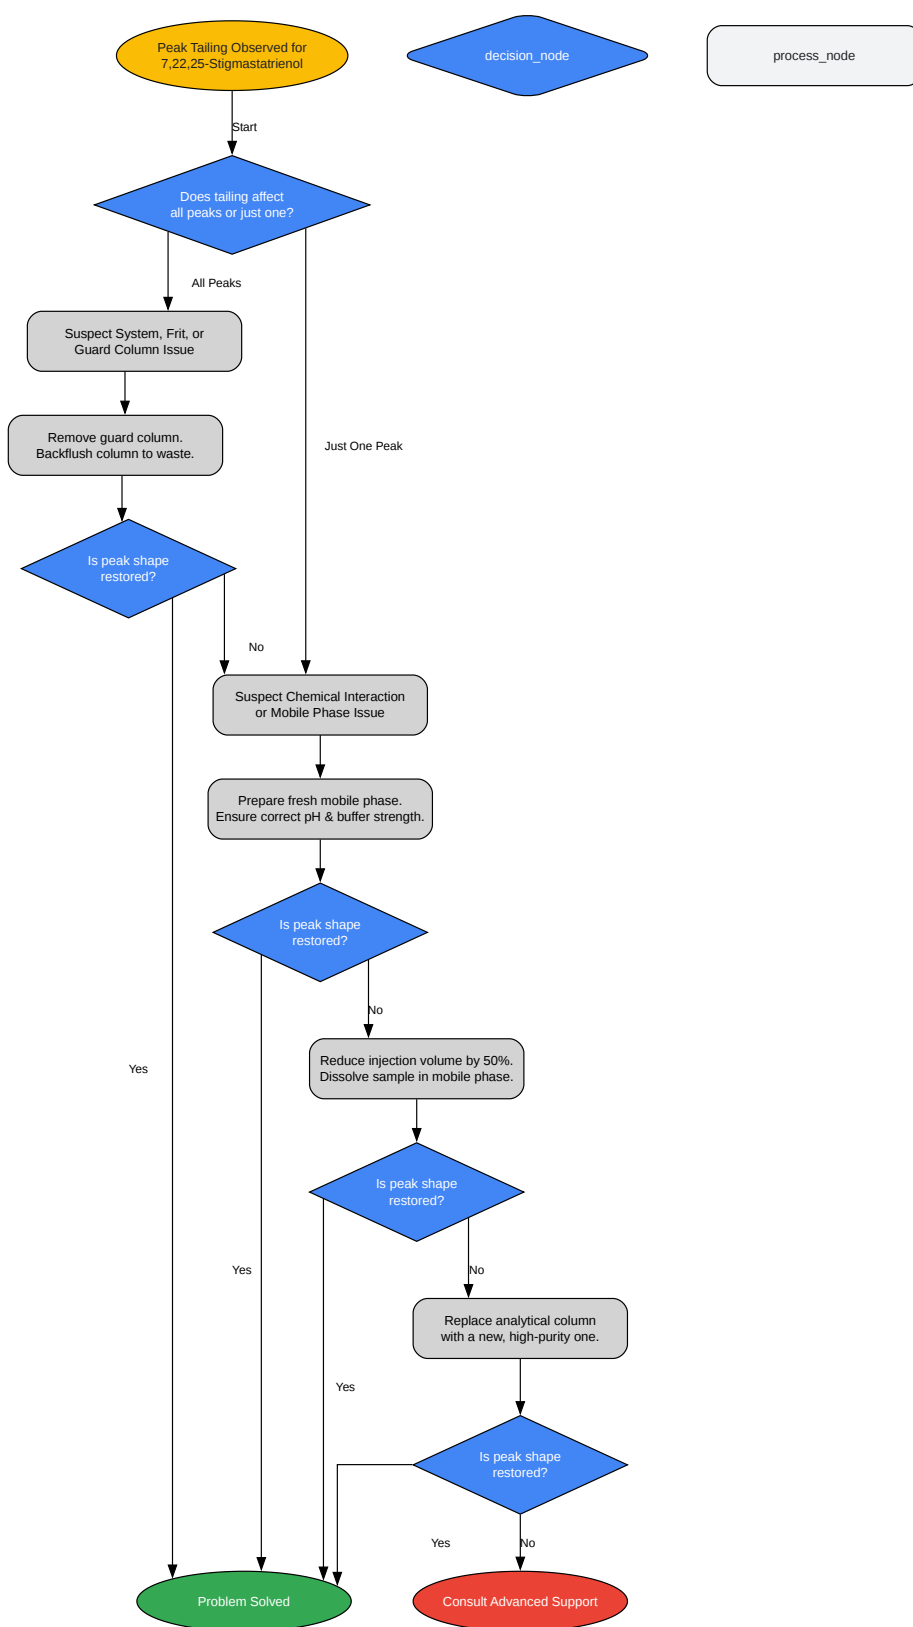 Peak Tailing Observed for
7,22,25-Stigmastatrienol
decision_node
process_node
Start
Does tailing affect
all peaks or just one?
All Peaks
Suspect System, Frit, or
Guard Column Issue
Remove guard column.
Backflush column to waste.
Just One Peak
Is peak shape
restored?
No
Suspect Chemical Interaction
or Mobile Phase Issue
Prepare fresh mobile phase.
Ensure correct pH & buffer strength.
Is peak shape
restored?
No
Reduce injection volume by 50%.
Dissolve sample in mobile phase.
Yes
Is peak shape
restored?
Yes
No
Replace analytical column
with a new, high-purity one.
Yes
Is peak shape
restored?
Yes
No
Problem Solved
Consult Advanced Support